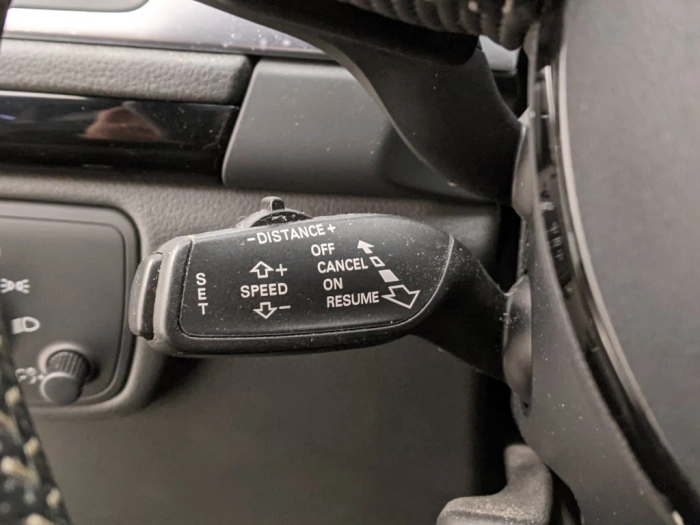 -DISTANCE+
OFF
CANCEL
ON
RESUME
+
SPEED
-
SET